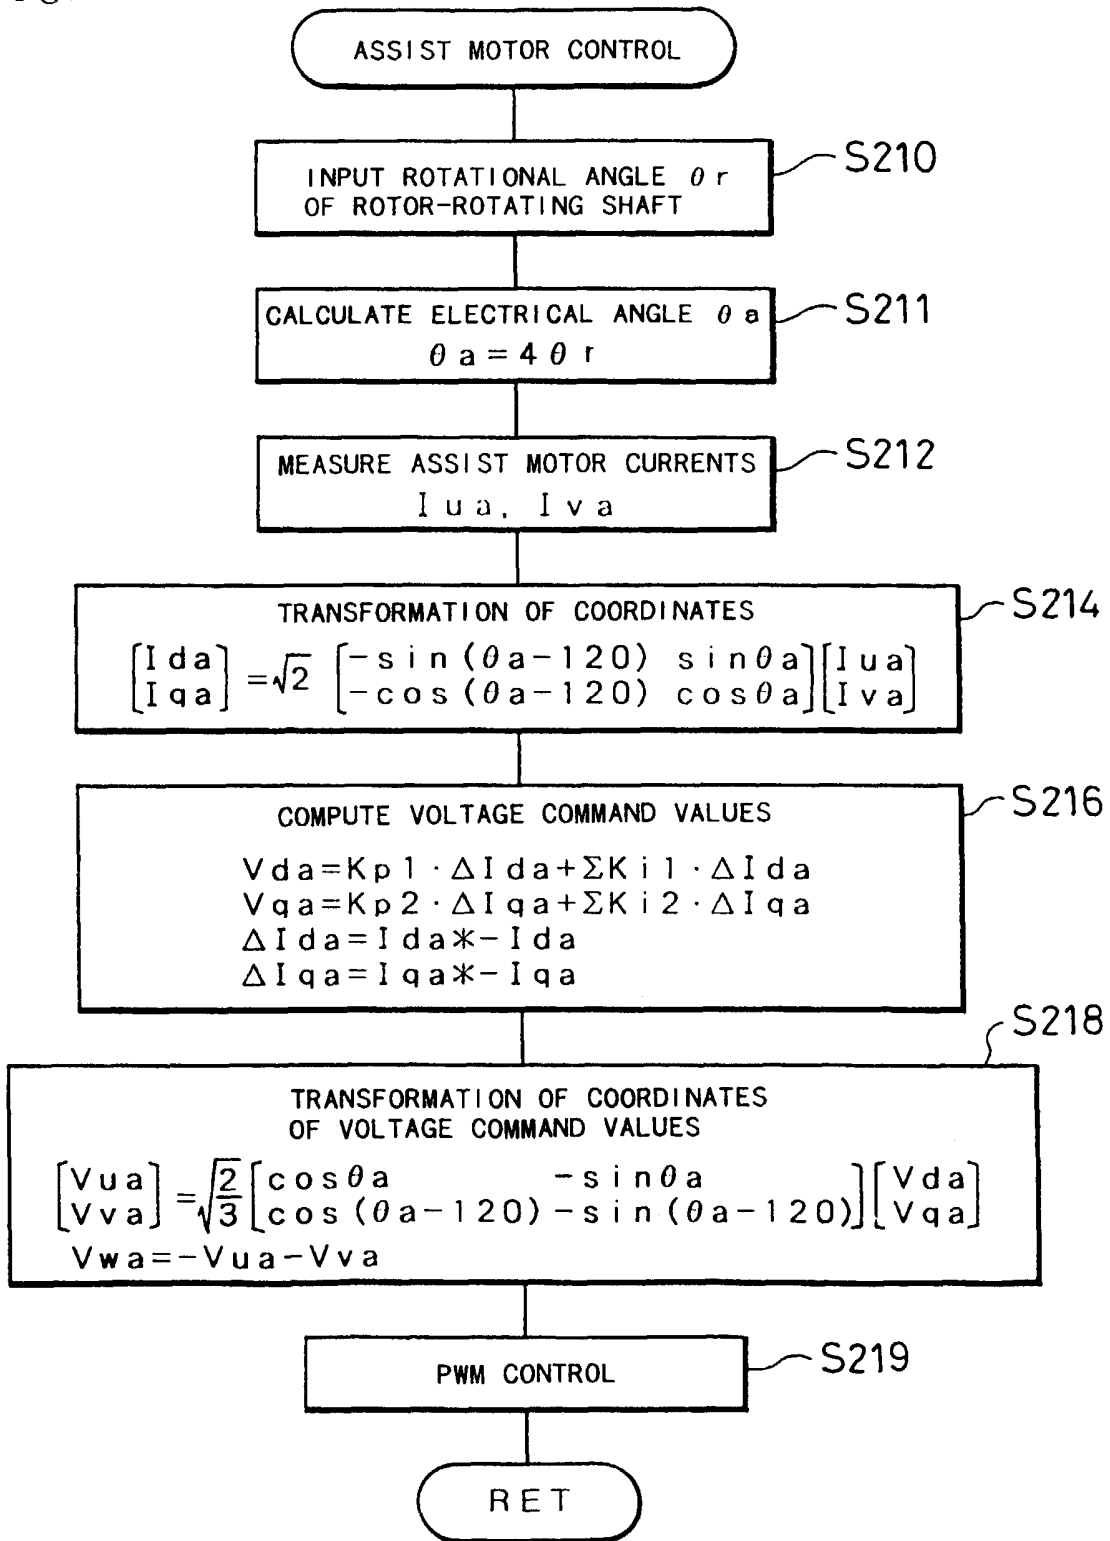 ASSIST MOTOR CONTROL
INPUT ROTATIONAL ANGLE θr
OF ROTOR-ROTATING SHAFT
S210
CALCULATE ELECTRICAL ANGLE θa
θa=4θr
S211
MEASURE ASSIST MOTOR CURRENTS
Iua, Iva
S212
TRANSFORMATION OF COORDINATES
[Ida] =√2 [-sin(θa-120) sinθa][Iua]
[Iqa] [-cos(θa-120) cosθa][Iva]
S214
COMPUTE VOLTAGE COMMAND VALUES
Vda=Kp1·ΔIda+ΣKi1·ΔIda
Vqa=Kp2·ΔIqa+ΣKi2·ΔIqa
ΔIda=Ida*-Ida
ΔIqa=Iqa*-Iqa
S216
TRANSFORMATION OF COORDINATES
OF VOLTAGE COMMAND VALUES
[Vua] =√2/3 [cosθa -sinθa][Vda]
[Vva] [cos(θa-120) -sin(θa-120)][Vqa]
Vwa=-Vua-Vva
S218
PWM CONTROL
S219
RET